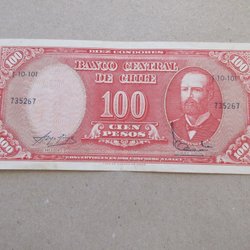 DIEZ CONDORES
BANCO CENTRAL
DE CHILE
100
100
J-10-101
J-10-101
735267
735267
100
CIEN
PESOS
100
100